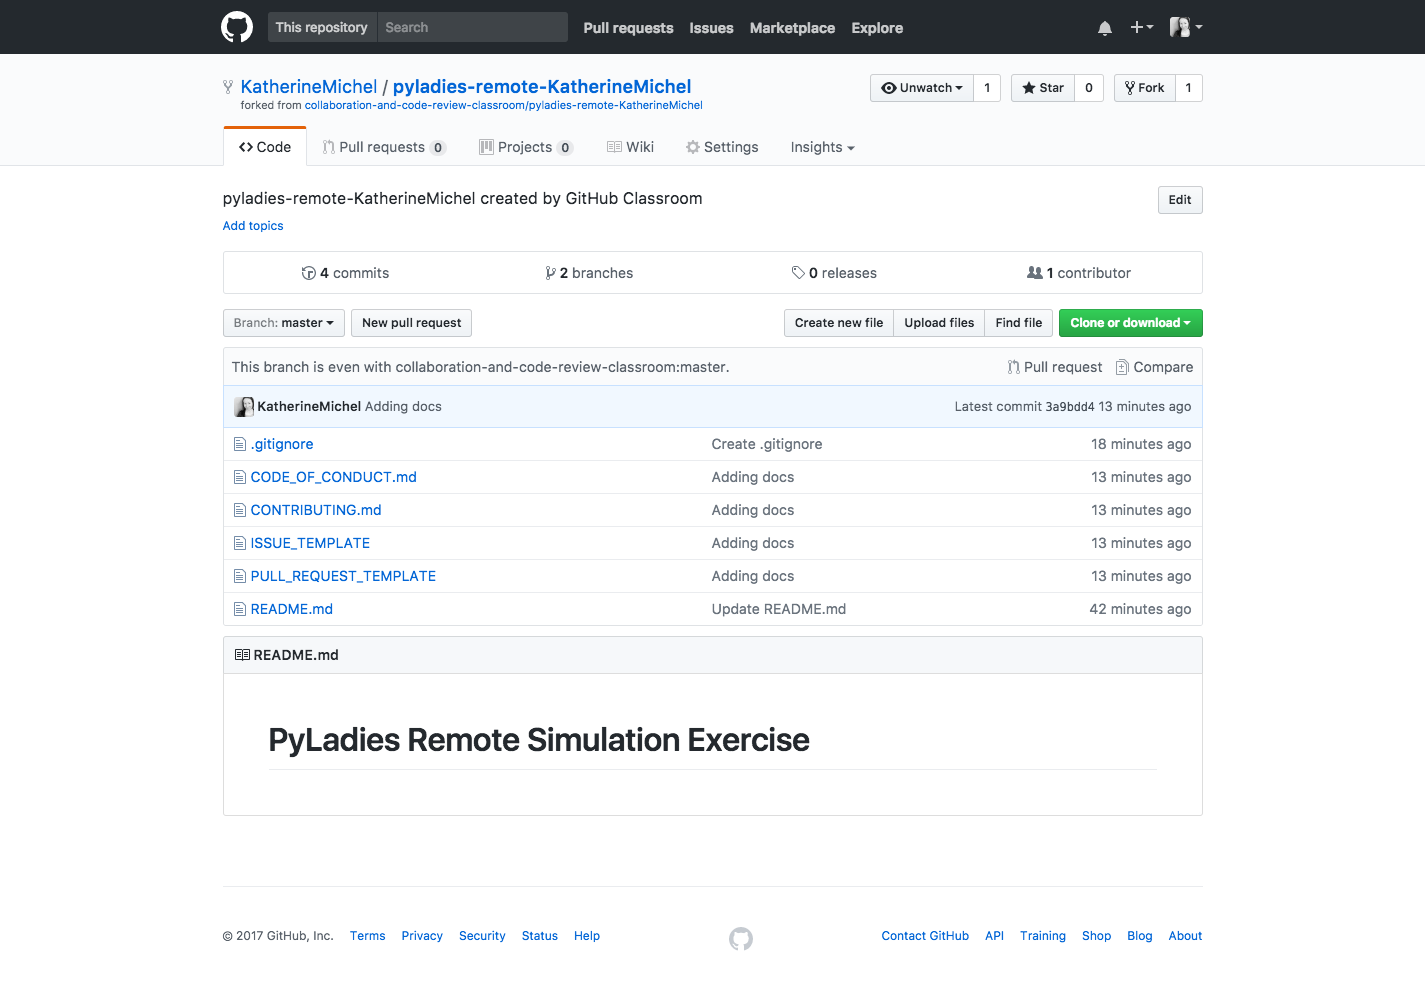 This repository Search Pull requests Issues Marketplace Explore
KatherineMichel / pyladies-remote-KatherineMichel Unwatch 1 Star 0 Fork 1
forked from collaboration-and-code-review-classroom/pyladies-remote-KatherineMichel
Code Pull requests 0 Projects 0 Wiki Settings Insights
pyladies-remote-KatherineMichel created by GitHub Classroom Edit
Add topics
4 commits 2 branches 0 releases 1 contributor
Branch: master New pull request Create new file Upload files Find file Clone or download
This branch is even with collaboration-and-code-review-classroom:master. Pull request Compare
KatherineMichel Adding docs Latest commit 3a9bdd4 13 minutes ago
.gitignore Create .gitignore 18 minutes ago
CODE_OF_CONDUCT.md Adding docs 13 minutes ago
CONTRIBUTING.md Adding docs 13 minutes ago
ISSUE_TEMPLATE Adding docs 13 minutes ago
PULL_REQUEST_TEMPLATE Adding docs 13 minutes ago
README.md Update README.md 42 minutes ago
README.md
PyLadies Remote Simulation Exercise
© 2017 GitHub, Inc. Terms Privacy Security Status Help Contact GitHub API Training Shop Blog About